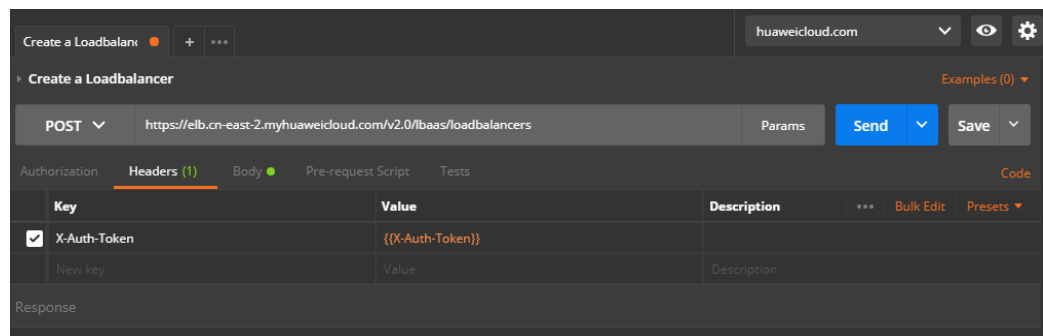 huaweicloud.com
Create a Loadbalanc + •••
Create a Loadbalancer Examples (0)
POST https://elb.cn-east-2.myhuaweicloud.com/v2.0/lbaas/loadbalancers Params Send Save
Authorization Headers (1) Body Pre-request Script Tests Code
Key Value Description ••• Bulk Edit Presets
X-Auth-Token {{X-Auth-Token}}
New key Value Description
Response